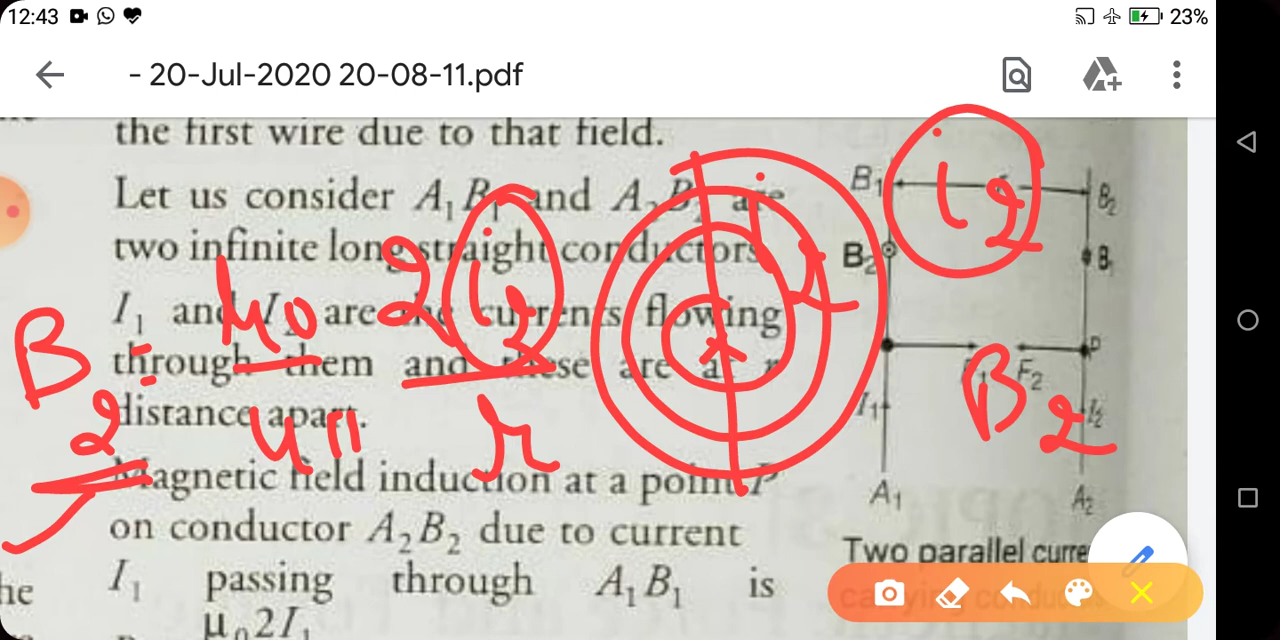 12:43
23%
- 20-Jul-2020 20-08-11.pdf
the first wire due to that field.
Let us consider A₁B₁ and A₂B₂ are
two infinite long straight conductors.
I₁ and I₂ are the currents flowing
through them and these are at r
distance apart.
Magnetic field induction at a point P
on conductor A₂B₂ due to current
I₁ passing through A₁B₁ is
μ₀2I₁
he
B₁
B₂
B₂
B₁
P
F₂
I₁
I₂
A₁
A₂
Two parallel curre
i₂
i₂
B₂
B₂ = μ₀ 2i₂
4π r